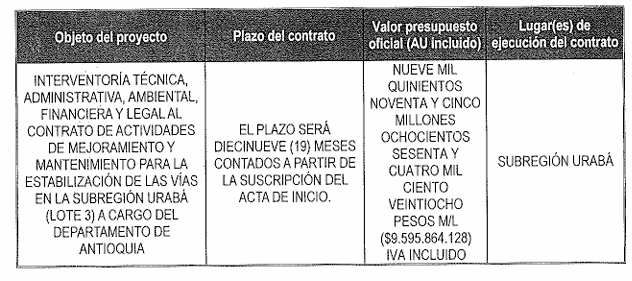 Objeto del proyecto
Plazo del contrato
Valor presupuesto
oficial (AU incluido)
Lugar(es) de
ejecución del contrato
INTERVENTORÍA TÉCNICA,
ADMINISTRATIVA, AMBIENTAL,
FINANCIERA Y LEGAL AL
CONTRATO DE ACTIVIDADES
DE MEJORAMIENTO Y
MANTENIMIENTO PARA LA
ESTABILIZACIÓN DE LAS VÍAS
EN LA SUBREGIÓN URABÁ
(LOTE 3) A CARGO DEL
DEPARTAMENTO DE
ANTIOQUIA
EL PLAZO SERÁ
DIECINUEVE (19) MESES
CONTADOS A PARTIR DE
LA SUSCRIPCIÓN DEL
ACTA DE INICIO.
NUEVE MIL
QUINIENTOS
NOVENTA Y CINCO
MILLONES
OCHOCIENTOS
SESENTA Y
CUATRO MIL
CIENTO
VEINTIOCHO
PESOS M/L
($9.595.864.128)
IVA INCLUIDO
SUBREGIÓN URABÁ